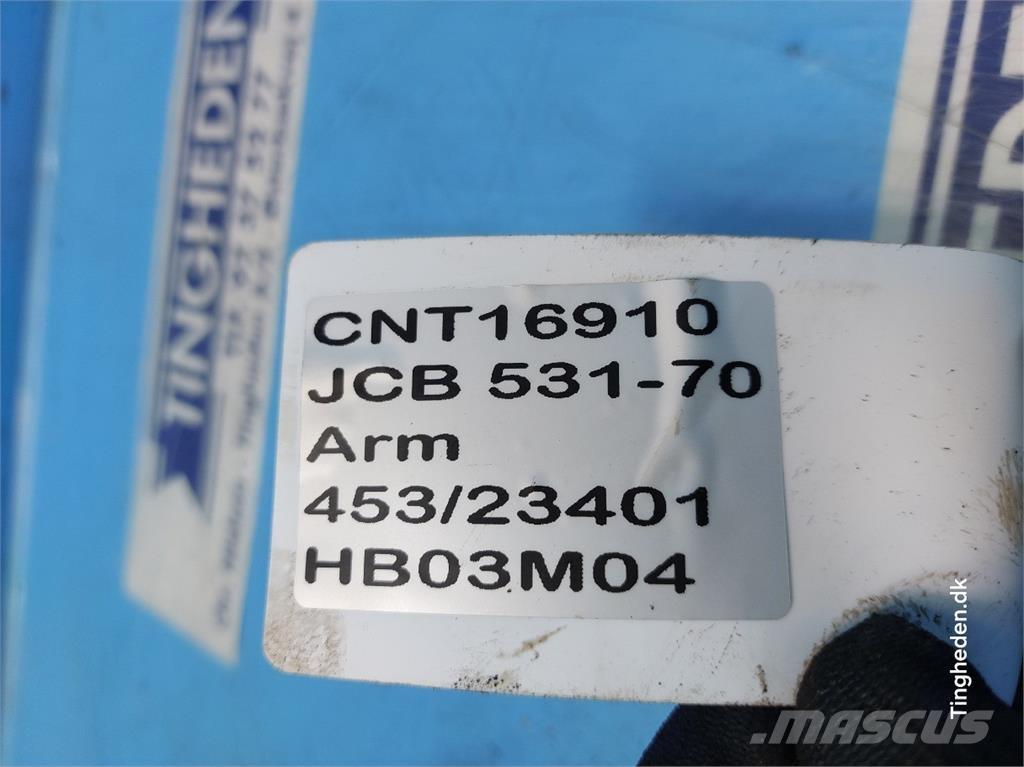 TINGHEDEN
CNT16910
JCB 531-70
Arm
453/23401
HB03M04
Tingheden.dk
MASCUS